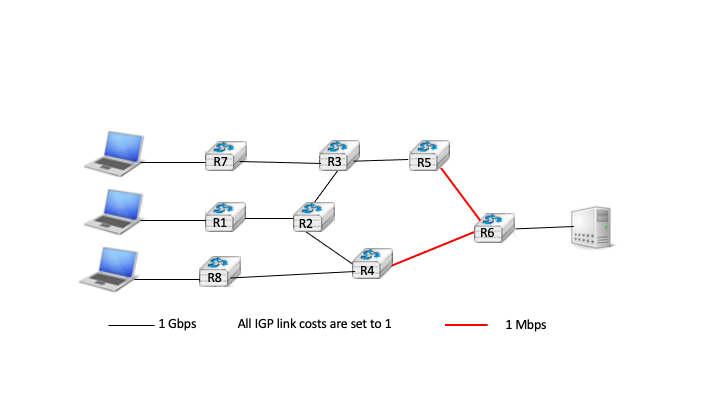 R7
R3
R5
R1
R2
R6
R8
R4
1 Gbps
All IGP link costs are set to 1
1 Mbps